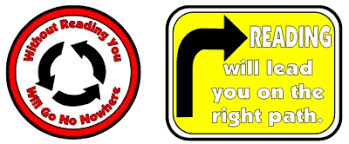 Without Reading You
Will Go No Nowhere
READING
will lead
you on the
right path.